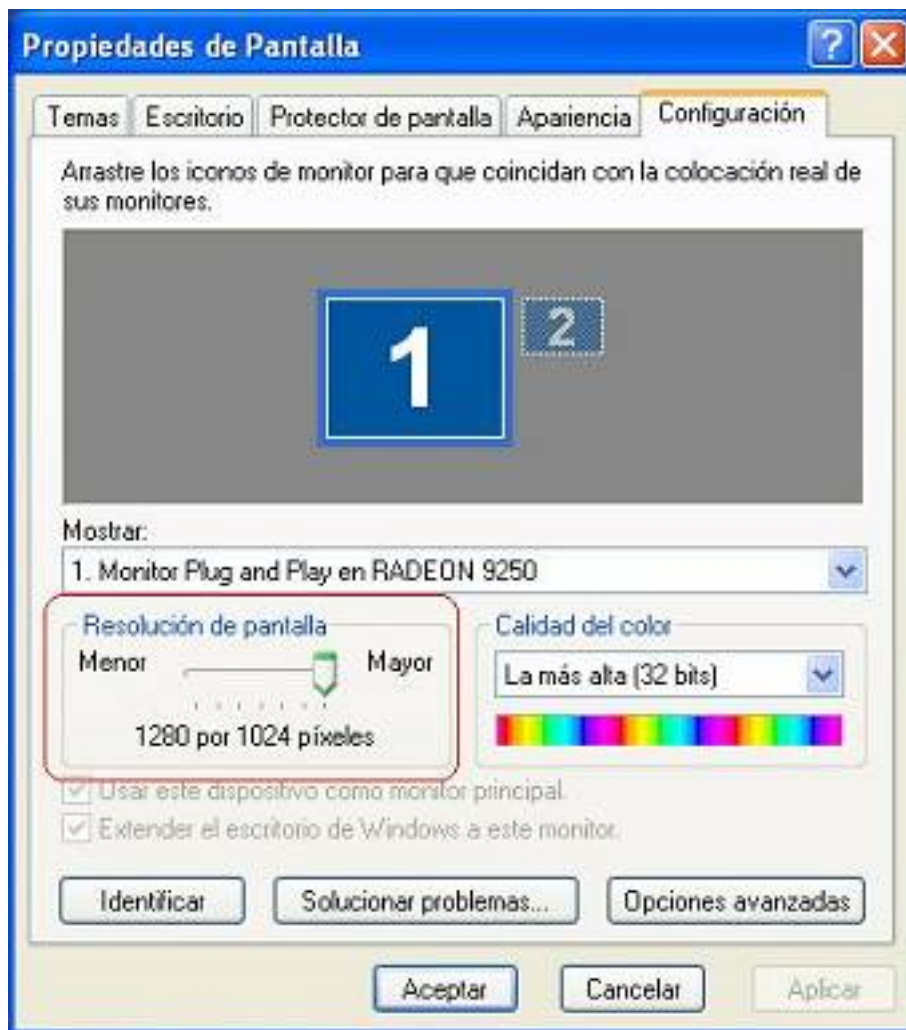 Propiedades de Pantalla
Temas Escritorio Protector de pantalla Apariencia Configuración
Arrastre los iconos de monitor para que coincidan con la colocación real de
sus monitores.
1 2
Mostrar:
1. Monitor Plug and Play en RADEON 9250
Resolución de pantalla
Menor Mayor
1280 por 1024 píxeles
Calidad del color
La más alta (32 bits)
Usar este dispositivo como monitor principal.
Extender el escritorio de Windows a este monitor.
Identificar Solucionar problemas... Opciones avanzadas
Aceptar Cancelar Aplicar